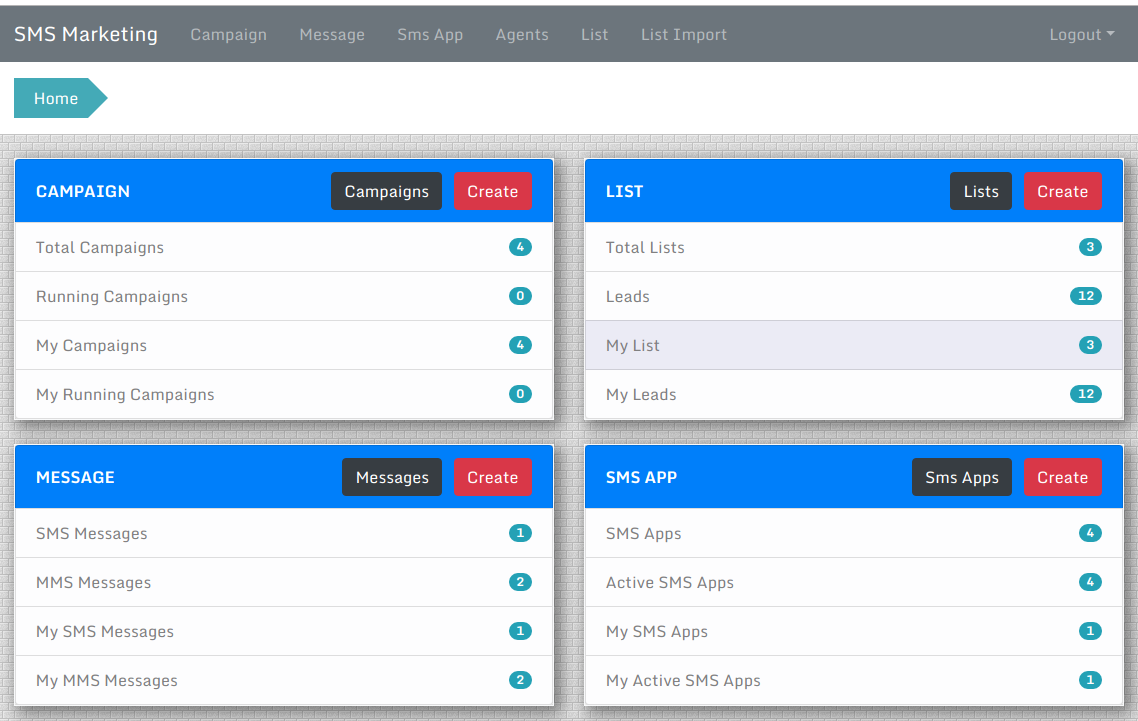 SMS Marketing Campaign Message Sms App Agents List List Import Logout
Home
CAMPAIGN Campaigns Create
Total Campaigns 4
Running Campaigns 0
My Campaigns 4
My Running Campaigns 0
LIST Lists Create
Total Lists 3
Leads 12
My List 3
My Leads 12
MESSAGE Messages Create
SMS Messages 1
MMS Messages 2
My SMS Messages 1
My MMS Messages 2
SMS APP Sms Apps Create
SMS Apps 4
Active SMS Apps 4
My SMS Apps 1
My Active SMS Apps 1